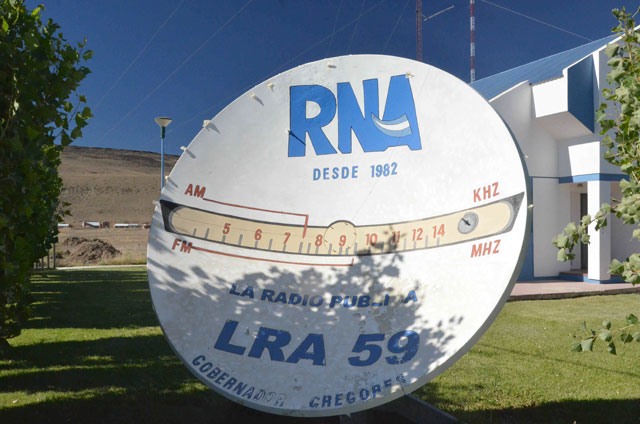 RNA
DESDE 1982
AM KHZ
5 6 7 8 9 10 11 12 14
FM MHZ
LA RADIO PUBLICA
LRA 59
GOBERNADOR GREGORES